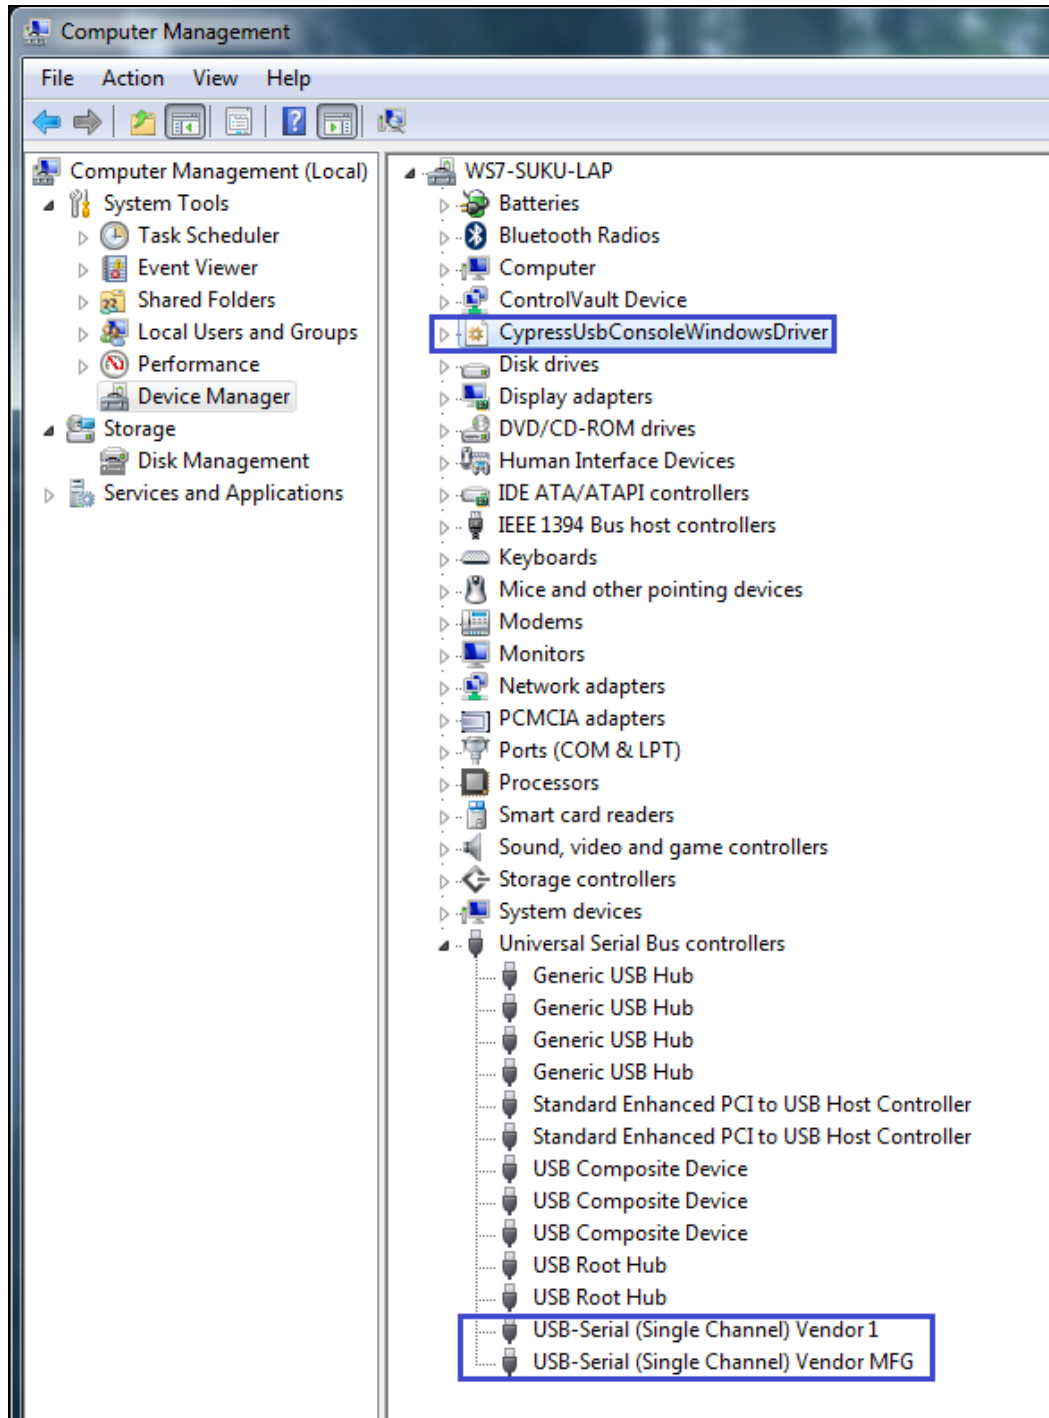 Computer Management
File Action View Help
Computer Management (Local)
System Tools
Task Scheduler
Event Viewer
Shared Folders
Local Users and Groups
Performance
Device Manager
Storage
Disk Management
Services and Applications
WS7-SUKU-LAP
Batteries
Bluetooth Radios
Computer
ControlVault Device
CypressUsbConsoleWindowsDriver
Disk drives
Display adapters
DVD/CD-ROM drives
Human Interface Devices
IDE ATA/ATAPI controllers
IEEE 1394 Bus host controllers
Keyboards
Mice and other pointing devices
Modems
Monitors
Network adapters
PCMCIA adapters
Ports (COM & LPT)
Processors
Smart card readers
Sound, video and game controllers
Storage controllers
System devices
Universal Serial Bus controllers
Generic USB Hub
Generic USB Hub
Generic USB Hub
Generic USB Hub
Standard Enhanced PCI to USB Host Controller
Standard Enhanced PCI to USB Host Controller
USB Composite Device
USB Composite Device
USB Composite Device
USB Root Hub
USB Root Hub
USB-Serial (Single Channel) Vendor 1
USB-Serial (Single Channel) Vendor MFG